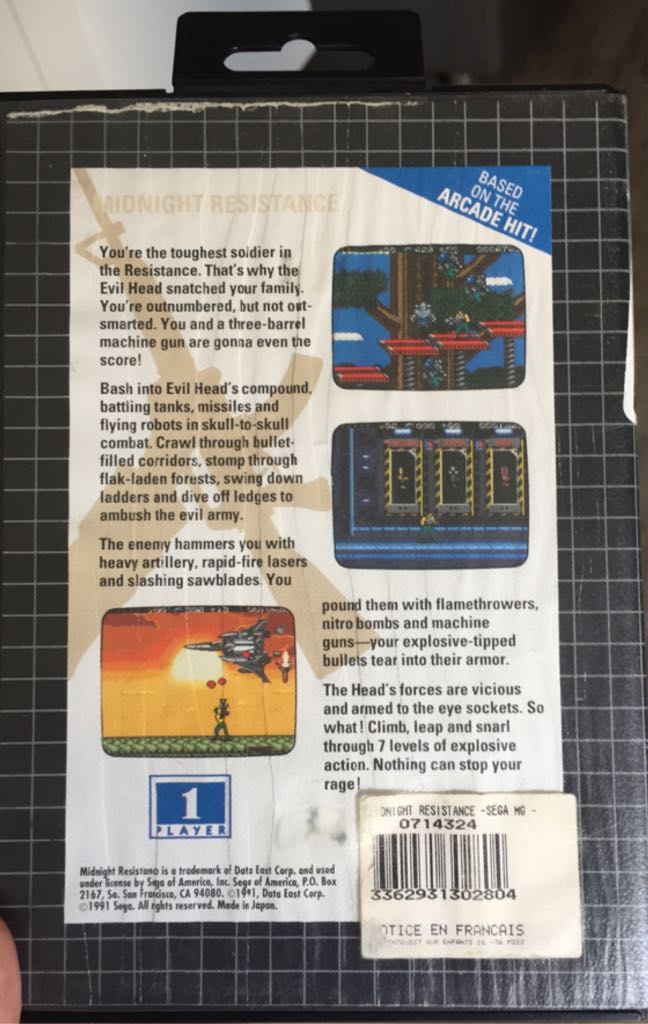 BASED
ON THE
ARCADE HIT!
MIDNIGHT RESISTANCE
You're the toughest soldier in
the Resistance. That's why the
Evil Head snatched your family.
You're outnumbered, but not out-
smarted. You and a three-barrel
machine gun are gonna even the
score!
Bash into Evil Head's compound,
battling tanks, missiles and
flying robots in skull-to-skull
combat. Crawl through bullet-
filled corridors, stomp through
flak-laden forests, swing down
ladders and dive off ledges to
ambush the evil army.
The enemy hammers you with
heavy artillery, rapid-fire lasers
and slashing sawblades. You
pound them with flamethrowers,
nitro bombs and machine
guns—your explosive-tipped
bullets tear into their armor.
The Head's forces are vicious
and armed to the eye sockets. So
what! Climb, leap and snarl
through 7 levels of explosive
action. Nothing can stop your
rage!
1
PLAYER
Midnight Resistance is a trademark of Data East Corp. and used
under license by Sega of America, Inc. Sega of America, P.O. Box
2167, So. San Francisco, CA 94080. ©1991, Data East Corp.
©1991 Sega. All rights reserved. Made in Japan.
DNIGHT RESISTANCE -SEGA MG -
0714324
3362931302804
OTICE EN FRANCAIS